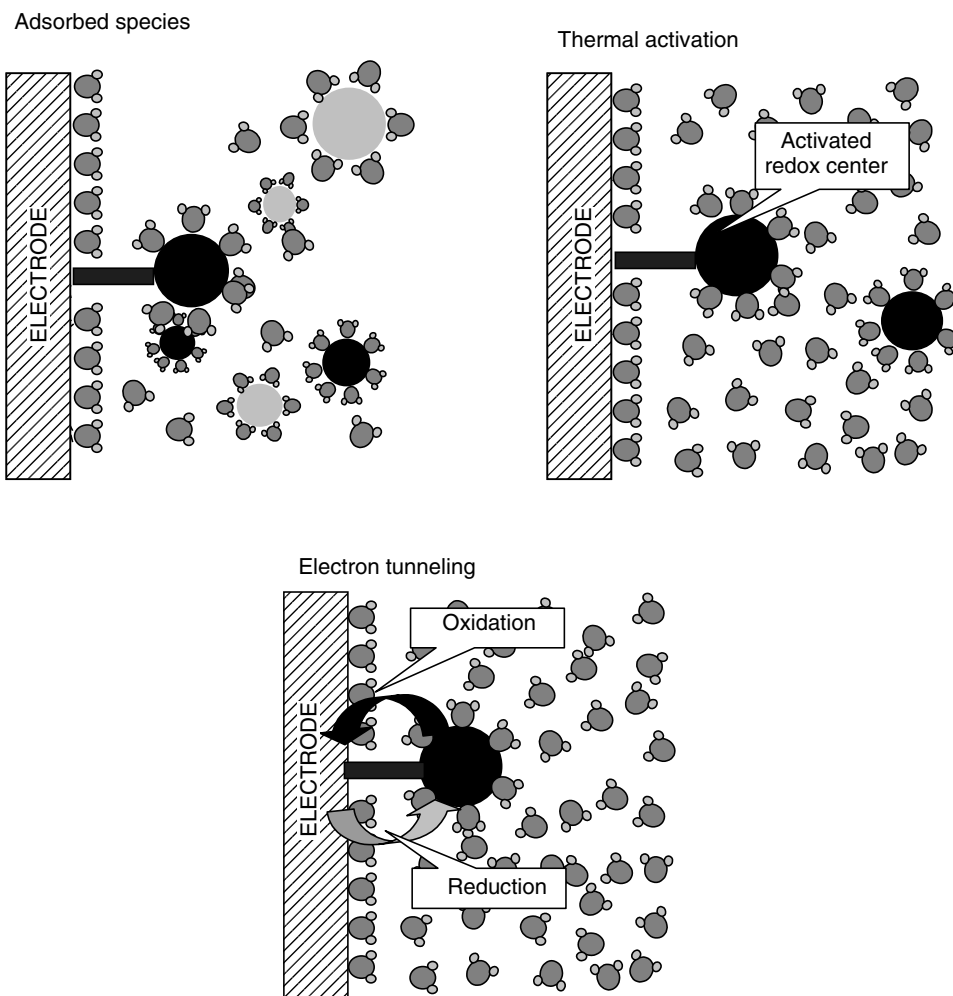 Adsorbed species
ELECTRODE
Thermal activation
ELECTRODE
Activated
redox center
Electron tunneling
ELECTRODE
Oxidation
Reduction